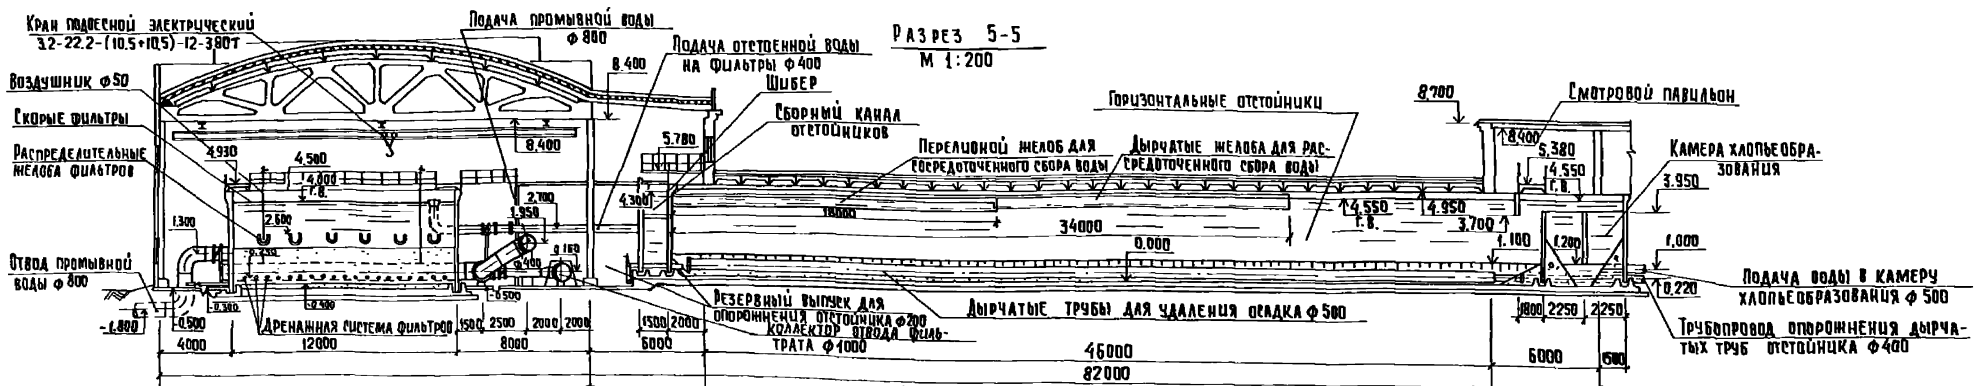 Кран подвесной электрический
3.2-22.2-(10.5+10.5)-12-380т
Подача промывной воды
ф 800
Подача отстоенной воды
на фильтры ф 400
Разрез 5-5
М 1:200
Шибер
Воздушник ф50
Скорые фильтры
Распределительные
желоба фильтров
Сборный канал
отстойников
Переливной желоб для
рассредоточенного сбора воды
Дырчатые желоба для рас-
средоточенного сбора воды
Горизонтальные отстойники
Смотровой павильон
Камера хлопьеобра-
зования
8.400
8.700
8.400
8.400
5.780
5.380
4.550
Г.В.
3.950
4.930
4.500
4.800
Г.В.
4.300
2.700
1.950
2.600
1.300
18000
34000
4.550
Г.В.
4.950
3.700
1.100
1.200
1.000
0.220
0.000
0.160
-0.400
-0.300
-0.500
-0.500
-1.800
Отвод промывной
воды ф 800
Дренажная система фильтров
Резервный выпуск для
опорожнения отстойника ф200
Коллектор отвода филь-
трата ф1000
Дырчатые трубы для удаления осадка ф 500
Подача воды в камеру
хлопьеобразования ф 500
Трубопровод опорожнения дырча-
тых труб отстойника ф400
1500 2500 2000 2000
1500 2000
1800 2250 2250
4000 12000 8000 6000 46000 6000 1500
82000